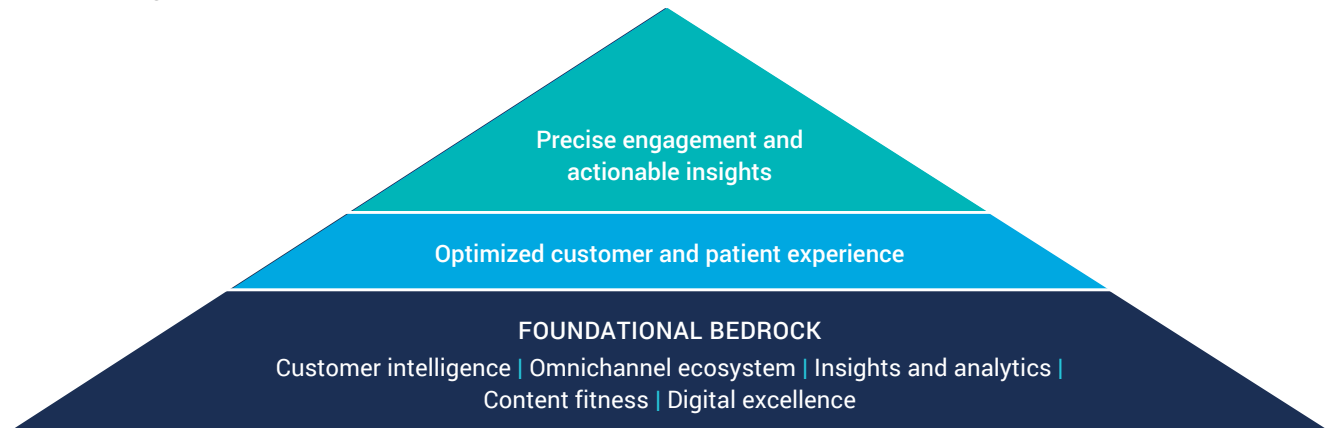 Precise engagement and
actionable insights
Optimized customer and patient experience
FOUNDATIONAL BEDROCK
Customer intelligence | Omnichannel ecosystem | Insights and analytics |
Content fitness | Digital excellence